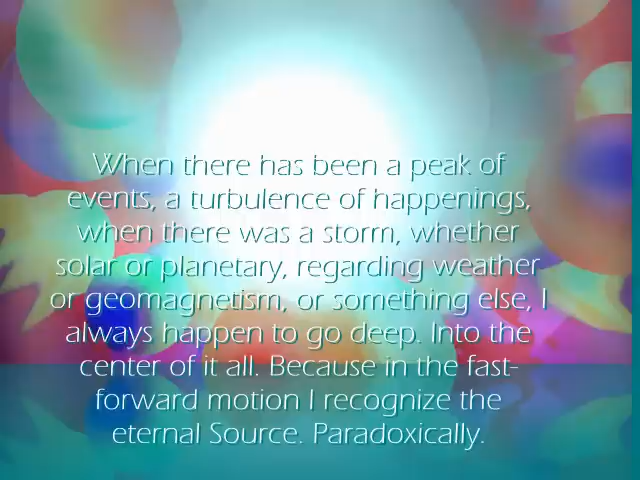 When there has been a peak of
events, a turbulence of happenings,
when there was a storm, whether
solar or planetary, regarding weather
or geomagnetism, or something else, I
always happen to go deep. Into the
center of it all. Because in the fast-
forward motion I recognize the
eternal Source. Paradoxically.